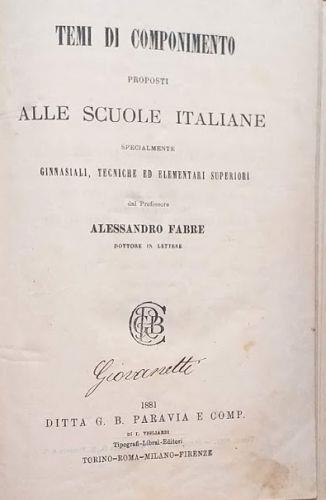 TEMI DI COMPONIMENTO
PROPOSTI
ALLE SCUOLE ITALIANE
SPECIALMENTE
GINNASIALI, TECNICHE ED ELEMENTARI SUPERIORI
dal Professore
ALESSANDRO FABRE
DOTTORE IN LETTERE
Giovanetti
1881
DITTA G. B. PARAVIA E COMP.
DI I. VIGLIARDI
Tipografi-Librai-Editori
TORINO-ROMA-MILANO-FIRENZE